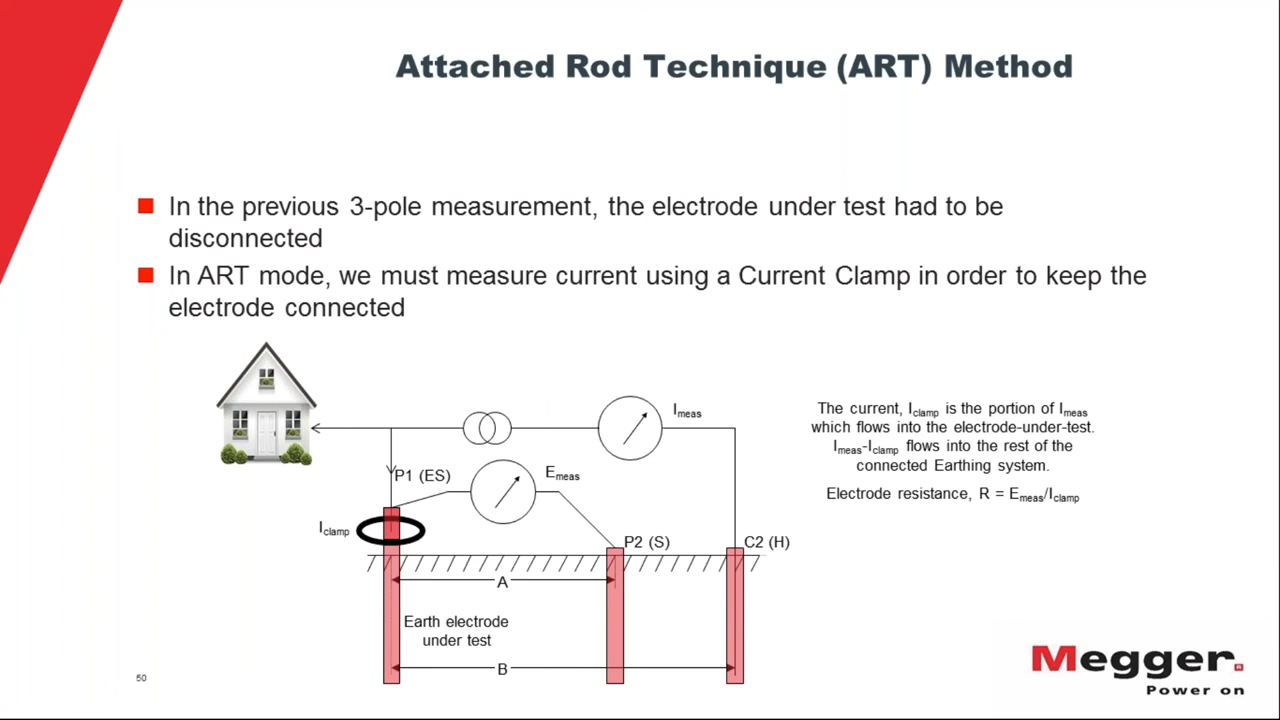 Attached Rod Technique (ART) Method
In the previous 3-pole measurement, the electrode under test had to be
disconnected
In ART mode, we must measure current using a Current Clamp in order to keep the
electrode connected
Imeas
P1 (ES)
Emeas
Iclamp
P2 (S)
C2 (H)
A
Earth electrode
under test
B
The current, Iclamp is the portion of Imeas
which flows into the electrode-under-test.
Imeas-Iclamp flows into the rest of the
connected Earthing system.
Electrode resistance, R = Emeas/Iclamp
50
Megger.
Power on